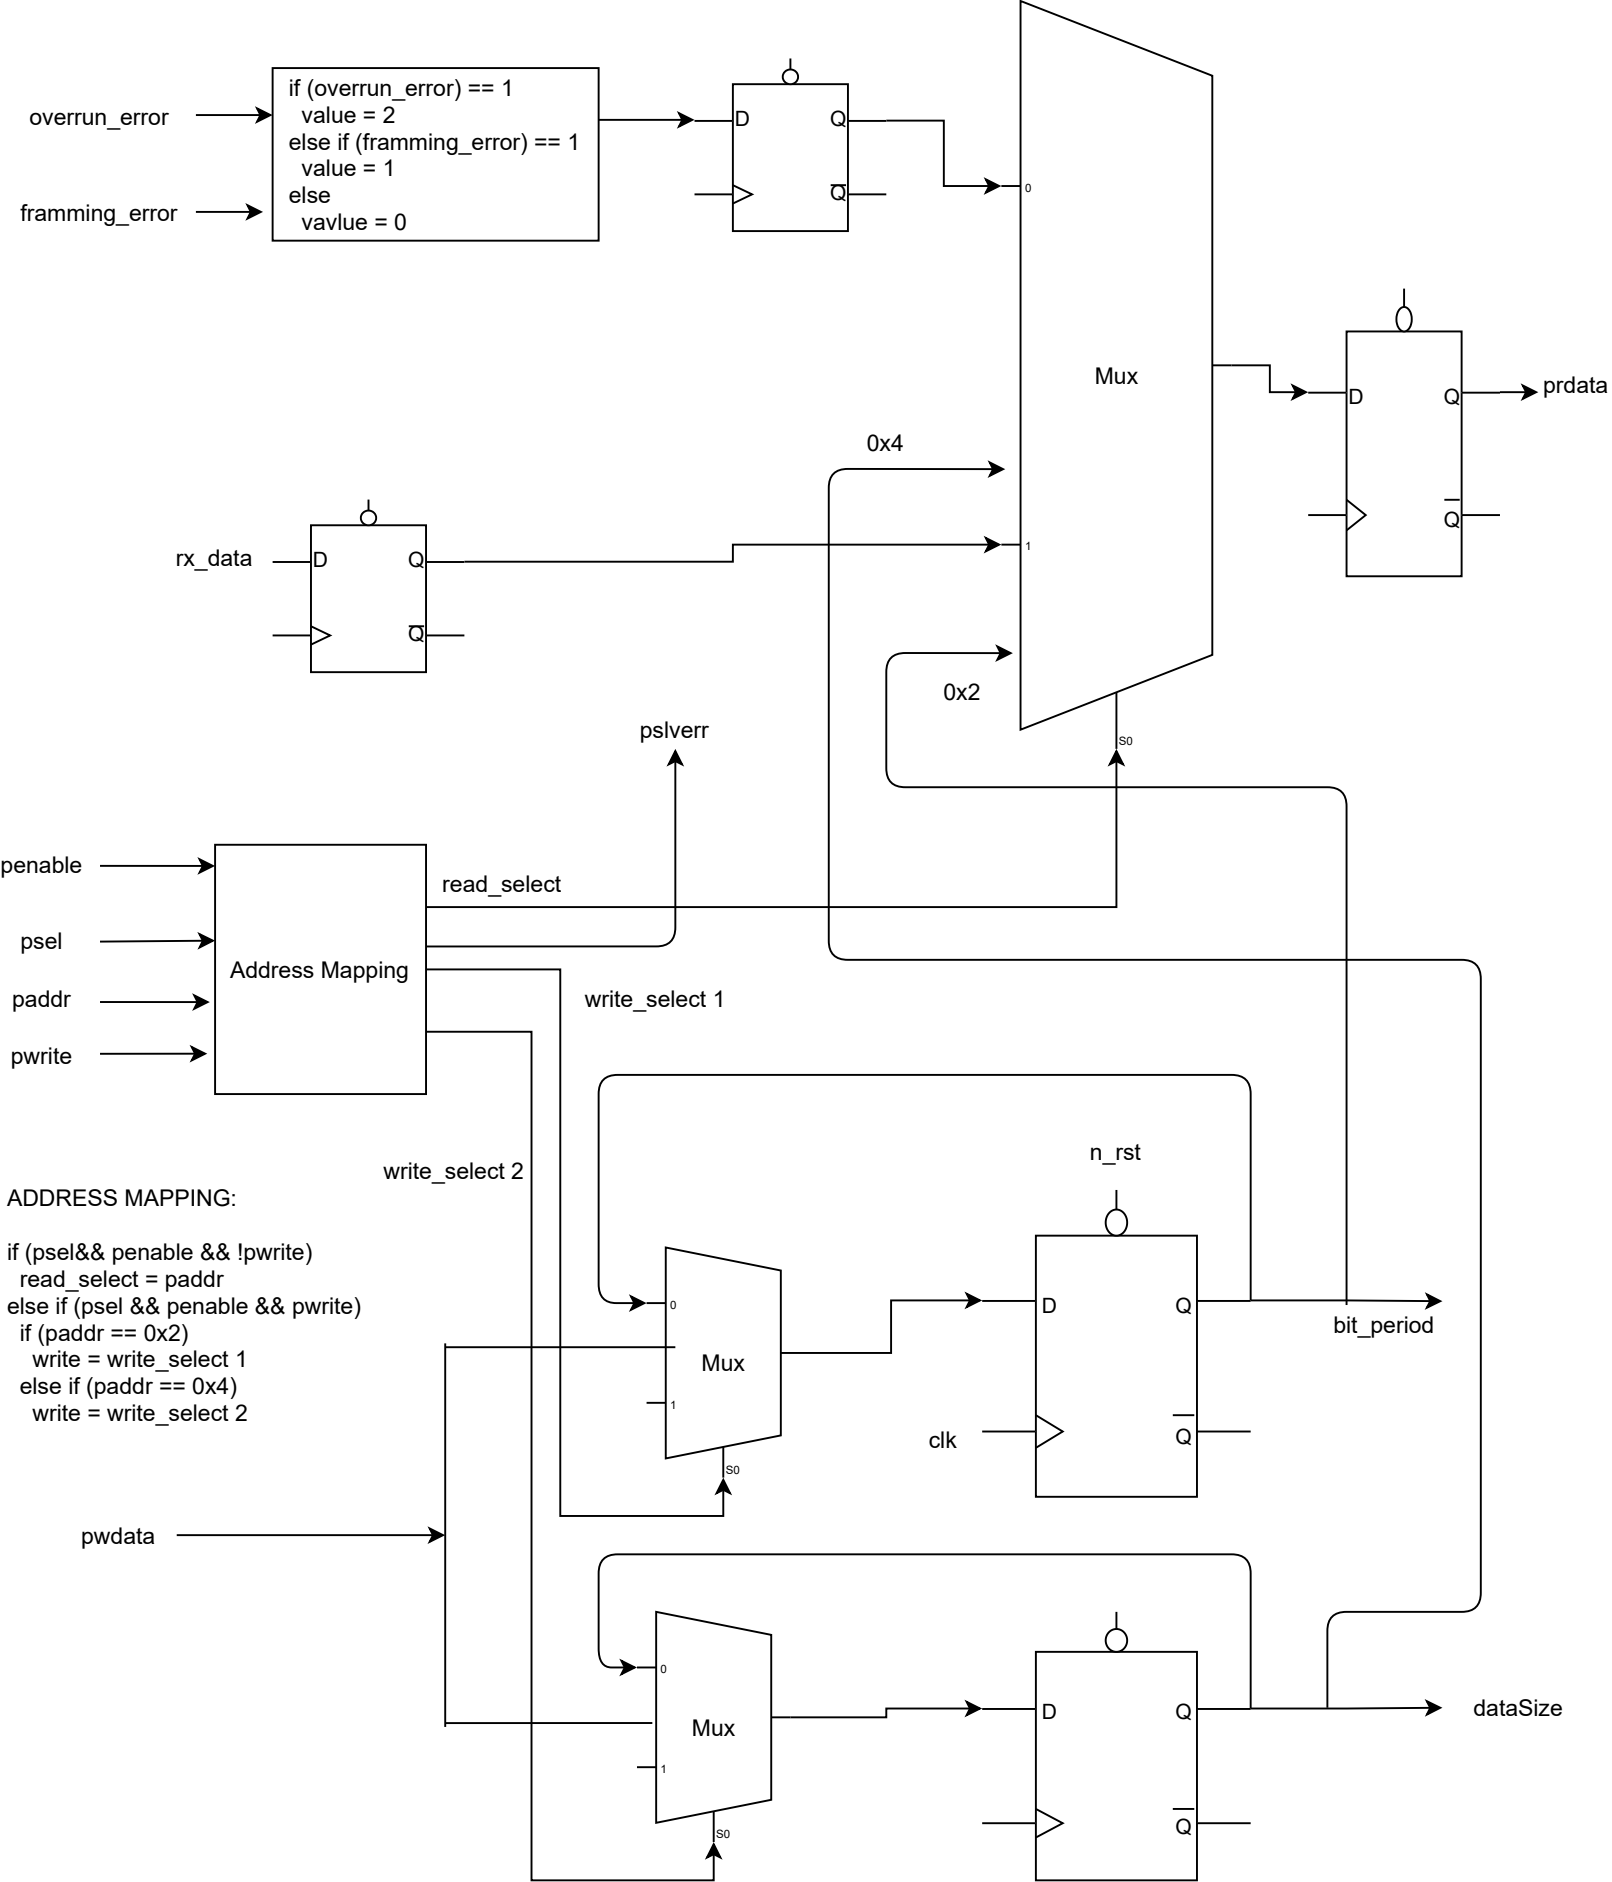 if (overrun_error) == 1
value = 2
else if (framming_error) == 1
value = 1
else
vavlue = 0
overrun_error
framming_error
D
Q
Q
0
Mux
D
Q
Q
prdata
0x4
1
rx_data
D
Q
Q
0x2
S0
pslverr
penable
psel
paddr
pwrite
Address Mapping
read_select
write_select 1
write_select 2
ADDRESS MAPPING:
if (psel&& penable && !pwrite)
read_select = paddr
else if (psel && penable && pwrite)
if (paddr == 0x2)
write = write_select 1
else if (paddr == 0x4)
write = write_select 2
n_rst
0
Mux
1
S0
D
Q
Q
clk
bit_period
pwdata
0
Mux
1
S0
D
Q
Q
dataSize